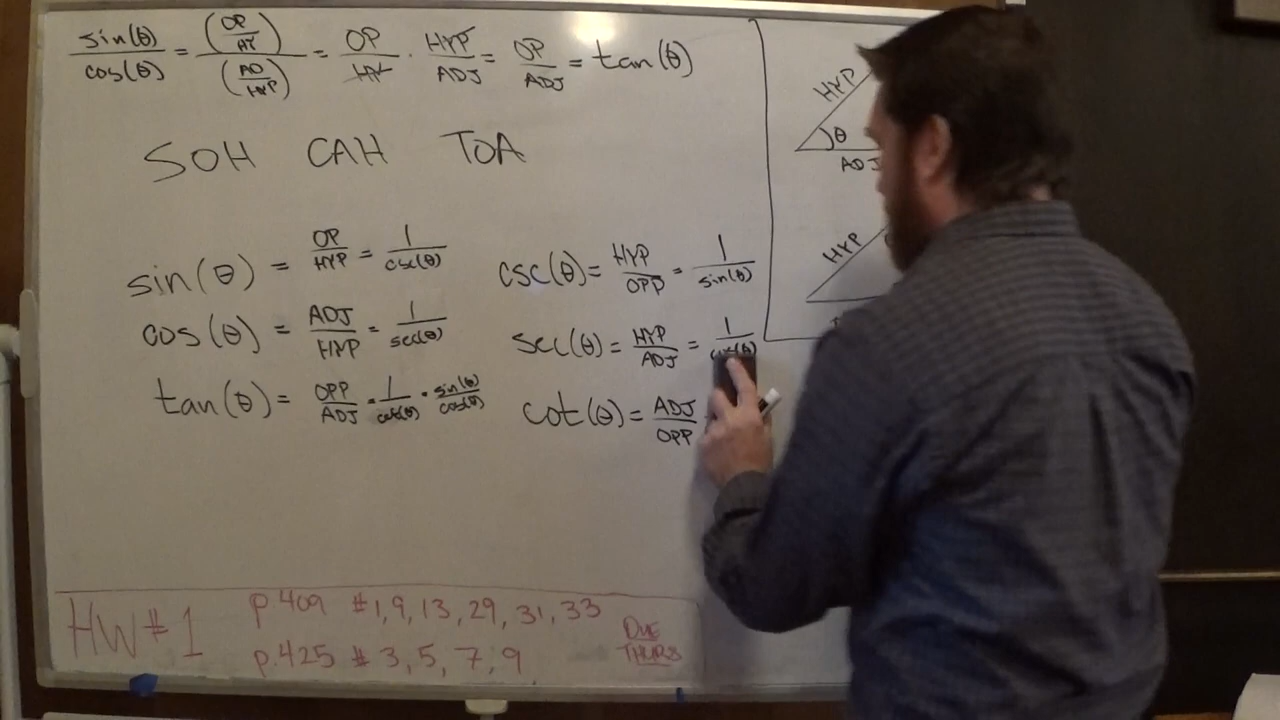 sin(θ)/cos(θ) = (OP/HY)/(AD/HYP) = OP/HY · HYP/ADJ = OP/ADJ = tan(θ)
SOH CAH TOA
sin(θ) = OP/HYP = 1/csc(θ)
cos(θ) = ADJ/HYP = 1/sec(θ)
tan(θ) = OPP/ADJ = 1/cot(θ) = sin(θ)/cos(θ)
csc(θ) = HYP/OPP = 1/sin(θ)
sec(θ) = HYP/ADJ = 1/cos(θ)
cot(θ) = ADJ/OPP
HYP
θ
ADJ
HYP
HW #1
p.409 #1,9,13,29,31,33
p.425 # 3,5,7,9
DUE
THURS